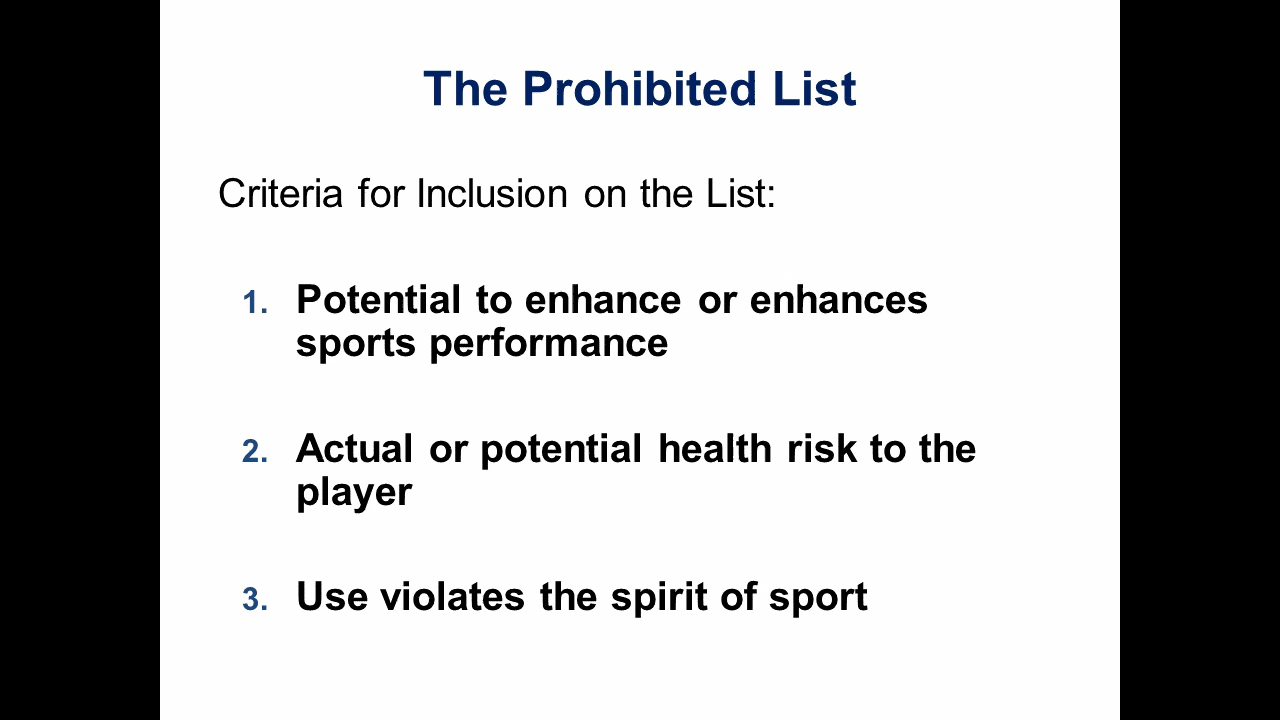 The Prohibited List
Criteria for Inclusion on the List:
1. Potential to enhance or enhances
sports performance
2. Actual or potential health risk to the
player
3. Use violates the spirit of sport